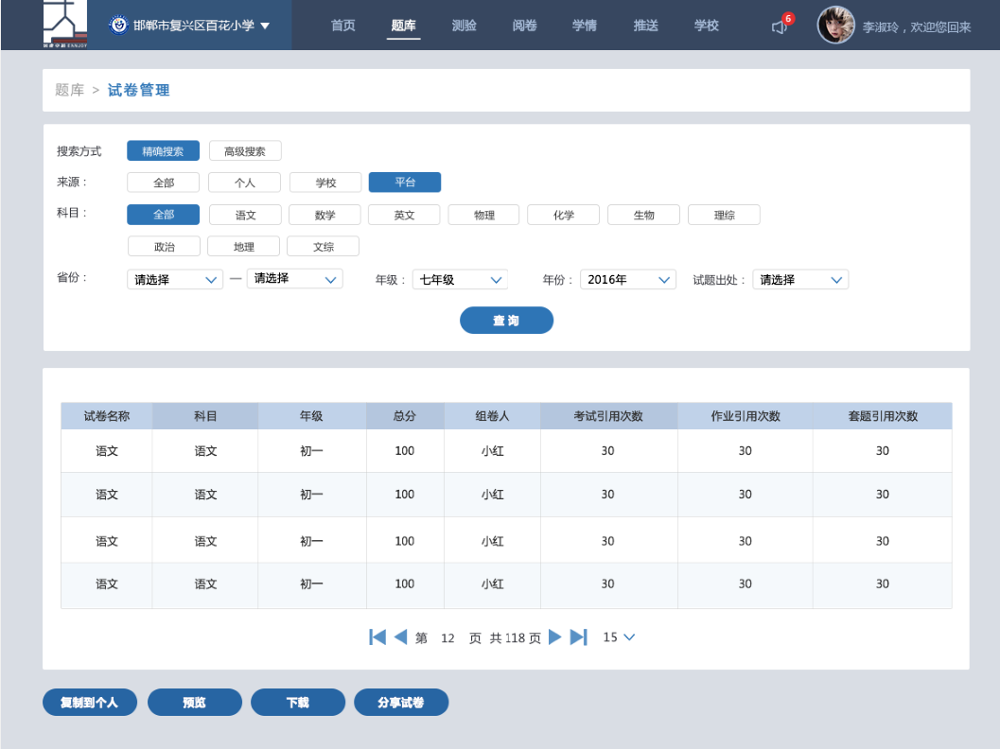 邯郸市复兴区百花小学 首页 题库 测验 阅卷 学情 推送 学校 6 李淑玲，欢迎您回来
题库 > 试卷管理
搜索方式 精确搜索 高级搜索
来源： 全部 个人 学校 平台
科目： 全部 语文 数学 英文 物理 化学 生物 理综
政治 地理 文综
省份： 请选择 — 请选择 年级： 七年级 年份： 2016年 试题出处： 请选择
查 询
试卷名称 科目 年级 总分 组卷人 考试引用次数 作业引用次数 套题引用次数
语文 语文 初一 100 小红 30 30 30
语文 语文 初一 100 小红 30 30 30
语文 语文 初一 100 小红 30 30 30
语文 语文 初一 100 小红 30 30 30
第 12 页 共118页 15
复制到个人 预览 下载 分享试卷